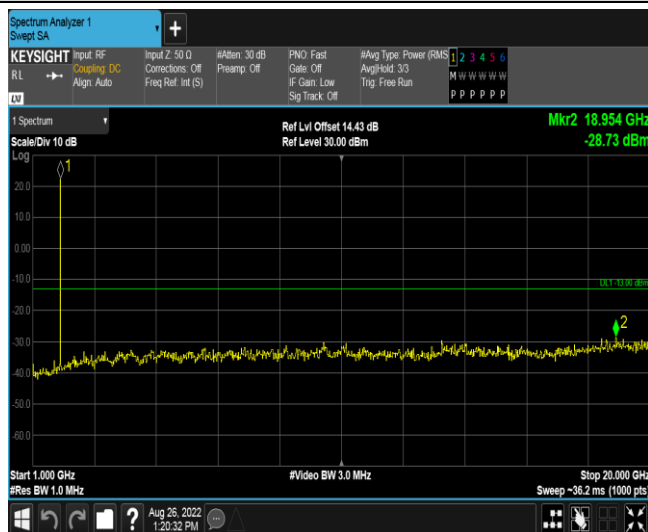 Spectrum Analyzer 1
Swept SA
+
KEYSIGHT
RL
LXI
Input: RF
Coupling: DC
Align: Auto
Input Z: 50 Ω
Corrections: Off
Freq Ref: Int (S)
#Atten: 30 dB
Preamp: Off
PNO: Fast
Gate: Off
IF Gain: Low
Sig Track: Off
#Avg Type: Power (RMS
Avg|Hold: 3/3
Trig: Free Run
1 2 3 4 5 6
M W W W W W
P P P P P P
1 Spectrum
Scale/Div 10 dB
Log
Ref Lvl Offset 14.43 dB
Ref Level 30.00 dBm
Mkr2 18.954 GHz
-28.73 dBm
1
20.0
10.0
0.00
-10.0
DL1 -13.00 dBm
-20.0
2
-30.0
-40.0
-50.0
-60.0
Start 1.000 GHz
#Video BW 3.0 MHz
Stop 20.000 GHz
#Res BW 1.0 MHz
Sweep ~36.2 ms (1000 pts)
?
Aug 26, 2022
1:20:32 PM